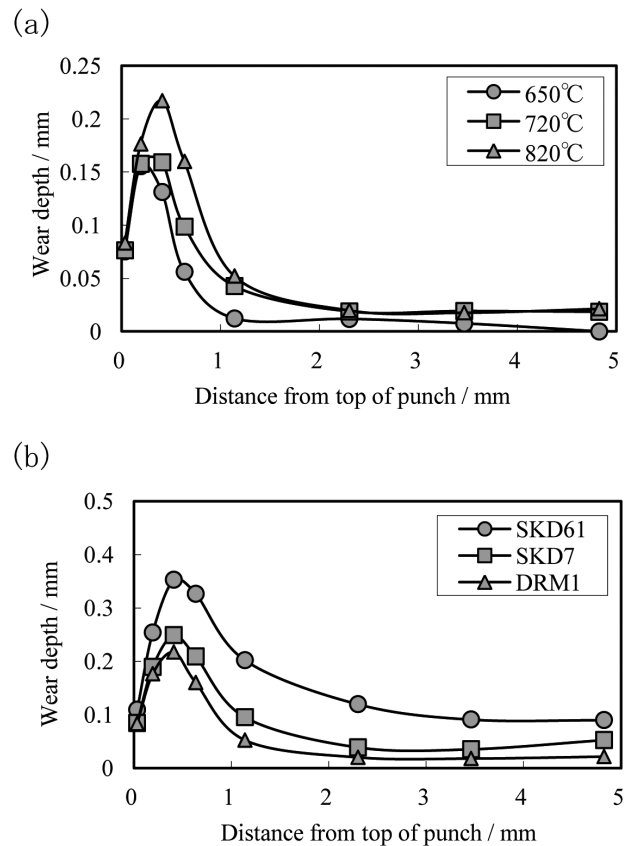 (a)
0.25
0.2
0.15
0.1
0.05
0
Wear depth / mm
650℃
720℃
820℃
0 1 2 3 4 5
Distance from top of punch / mm
(b)
0.5
0.4
0.3
0.2
0.1
0
Wear depth / mm
SKD61
SKD7
DRM1
0 1 2 3 4 5
Distance from top of punch / mm